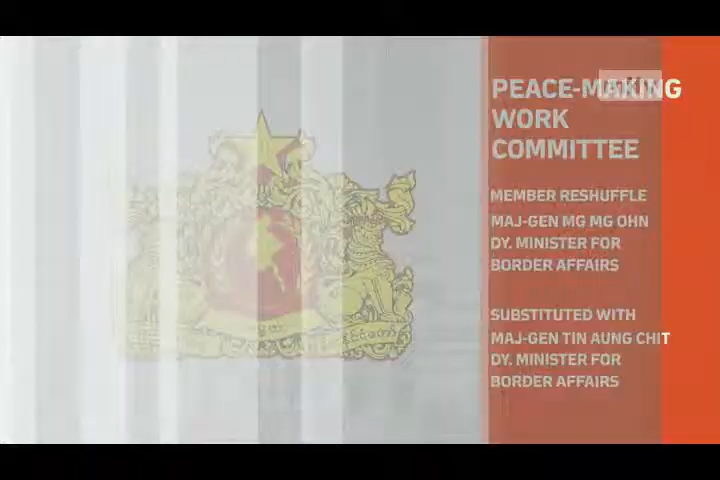 PEACE-MAKING
WORK
COMMITTEE
MEMBER RESHUFFLE
MAJ-GEN MG MG OHN
DY. MINISTER FOR
BORDER AFFAIRS
SUBSTITUTED WITH
MAJ-GEN TIN AUNG CHIT
DY. MINISTER FOR
BORDER AFFAIRS